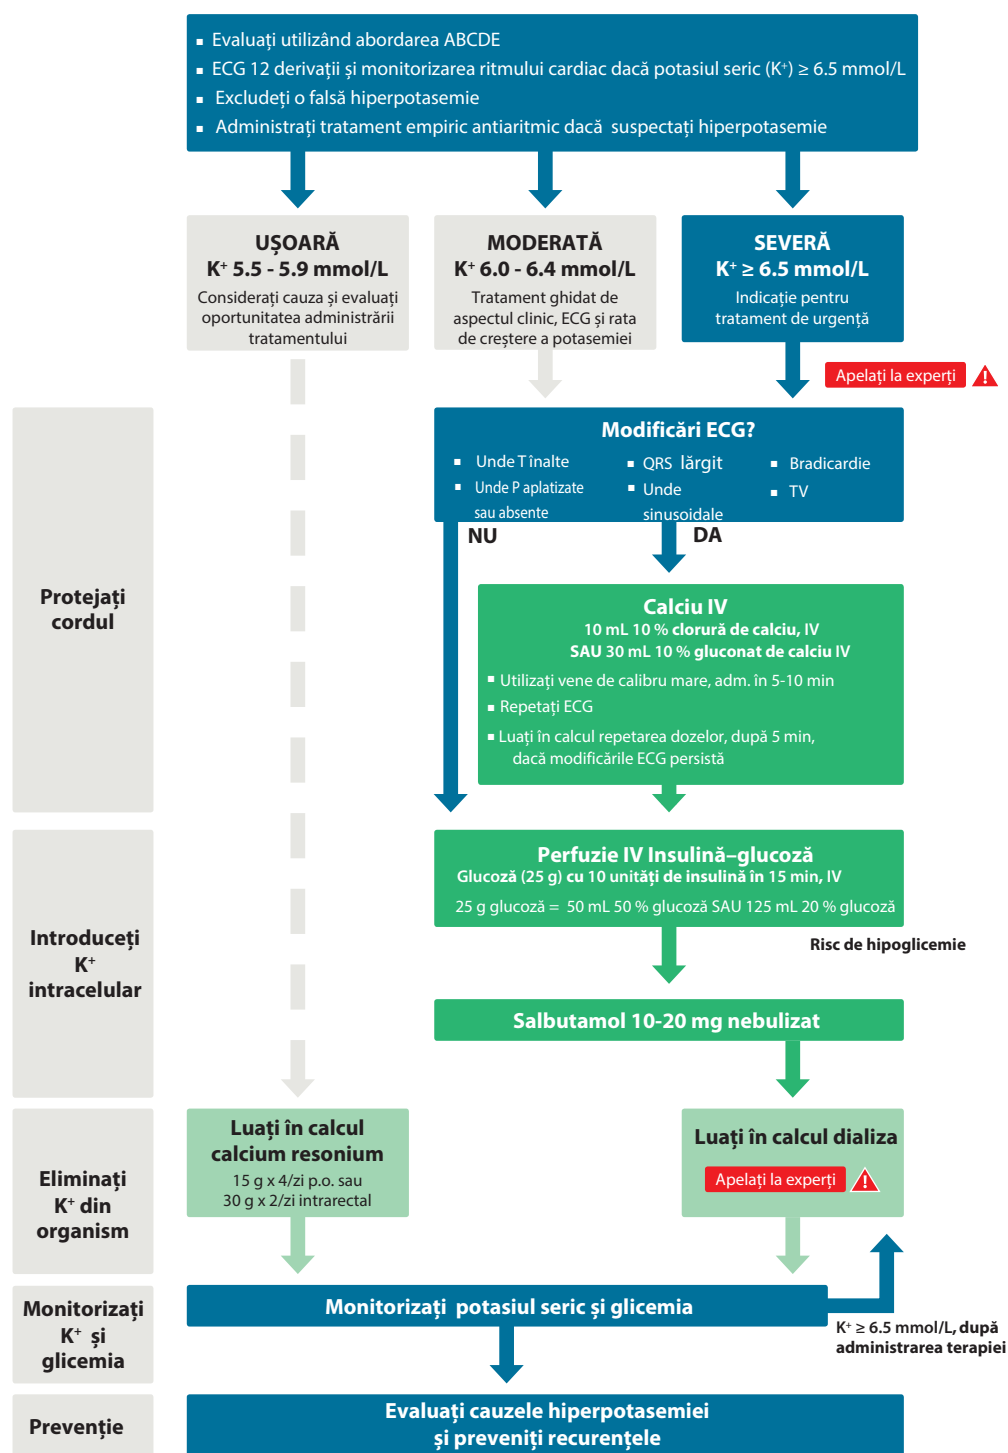 ▪ Evaluați utilizând abordarea ABCDE
▪ ECG 12 derivații și monitorizarea ritmului cardiac dacă potasiul seric (K⁺) ≥ 6.5 mmol/L
▪ Excludeți o falsă hiperpotasemie
▪ Administrați tratament empiric antiaritmic dacă suspectați hiperpotasemie
UȘOARĂ
K⁺ 5.5 - 5.9 mmol/L
Considerați cauza și evaluați
oportunitatea administrării
tratamentului
MODERATĂ
K⁺ 6.0 - 6.4 mmol/L
Tratament ghidat de
aspectul clinic, ECG și rata
de creștere a potasemiei
SEVERĂ
K⁺ ≥ 6.5 mmol/L
Indicație pentru
tratament de urgență
Apelați la experți
Protejați
cordul
Modificări ECG?
▪ Unde T înalte
▪ Unde P aplatizate
sau absente
▪ QRS lărgit
▪ Unde
sinusoidale
▪ Bradicardie
▪ TV
NU
DA
Calciu IV
10 mL 10 % clorură de calciu, IV
SAU 30 mL 10 % gluconat de calciu IV
▪ Utilizați vene de calibru mare, adm. în 5-10 min
▪ Repetați ECG
▪ Luați în calcul repetarea dozelor, după 5 min,
dacă modificările ECG persistă
Introduceți
K⁺
intracelular
Perfuzie IV Insulină–glucoză
Glucoză (25 g) cu 10 unități de insulină în 15 min, IV
25 g glucoză = 50 mL 50 % glucoză SAU 125 mL 20 % glucoză
Risc de hipoglicemie
Salbutamol 10-20 mg nebulizat
Eliminați
K⁺ din
organism
Luați în calcul
calcium resonium
15 g x 4/zi p.o. sau
30 g x 2/zi intrarectal
Luați în calcul dializa
Apelați la experți
Monitorizați
K⁺ și
glicemia
Monitorizați potasiul seric și glicemia
K⁺ ≥ 6.5 mmol/L, după
administrarea terapiei
Prevenție
Evaluați cauzele hiperpotasemiei
și preveniți recurențele